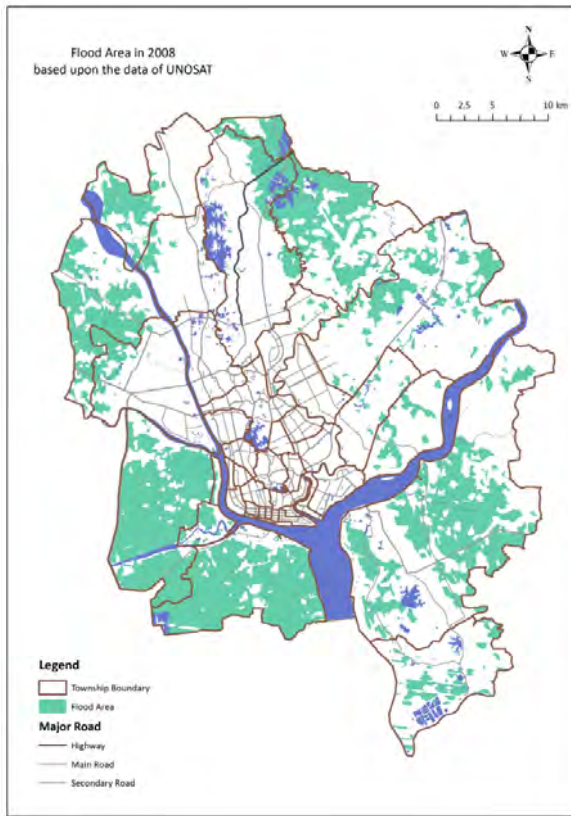 Flood Area in 2008
based upon the data of UNOSAT
N
W E
S
0 2.5 5 10 km
Legend
Township Boundary
Flood Area
Major Road
Highway
Main Road
Secondary Road